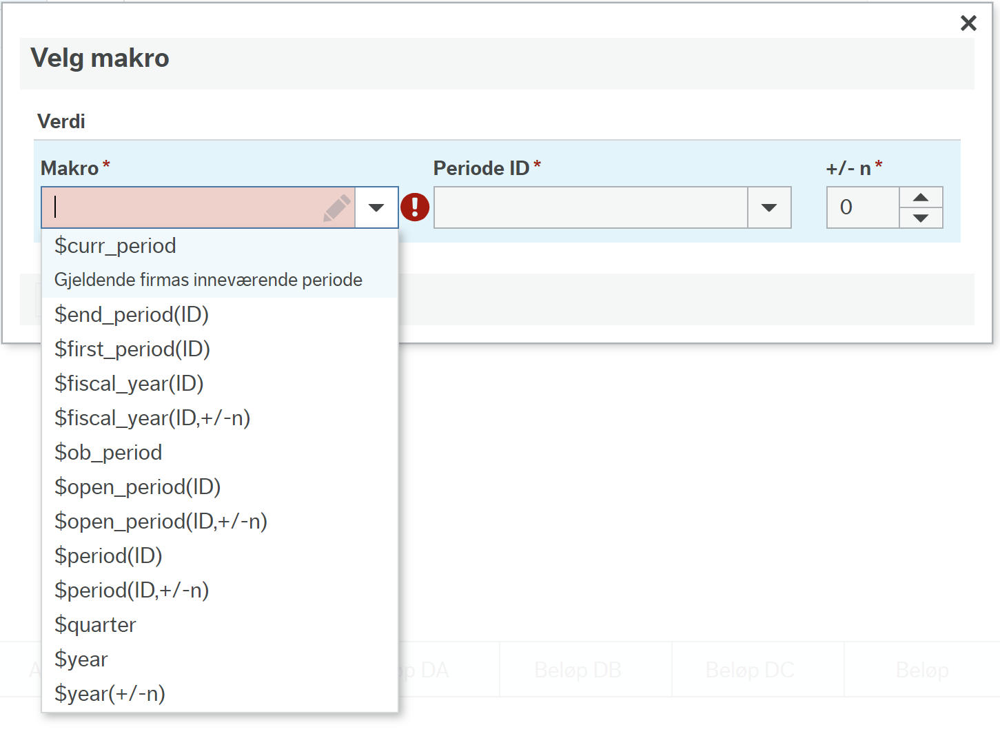 Velg makro
Verdi
Makro * Periode ID * +/- n *
0
$curr_period
Gjeldende firmas inneværende periode
$end_period(ID)
$first_period(ID)
$fiscal_year(ID)
$fiscal_year(ID,+/-n)
$ob_period
$open_period(ID)
$open_period(ID,+/-n)
$period(ID)
$period(ID,+/-n)
$quarter
$year
$year(+/-n)
DA Beløp DB Beløp DC Beløp